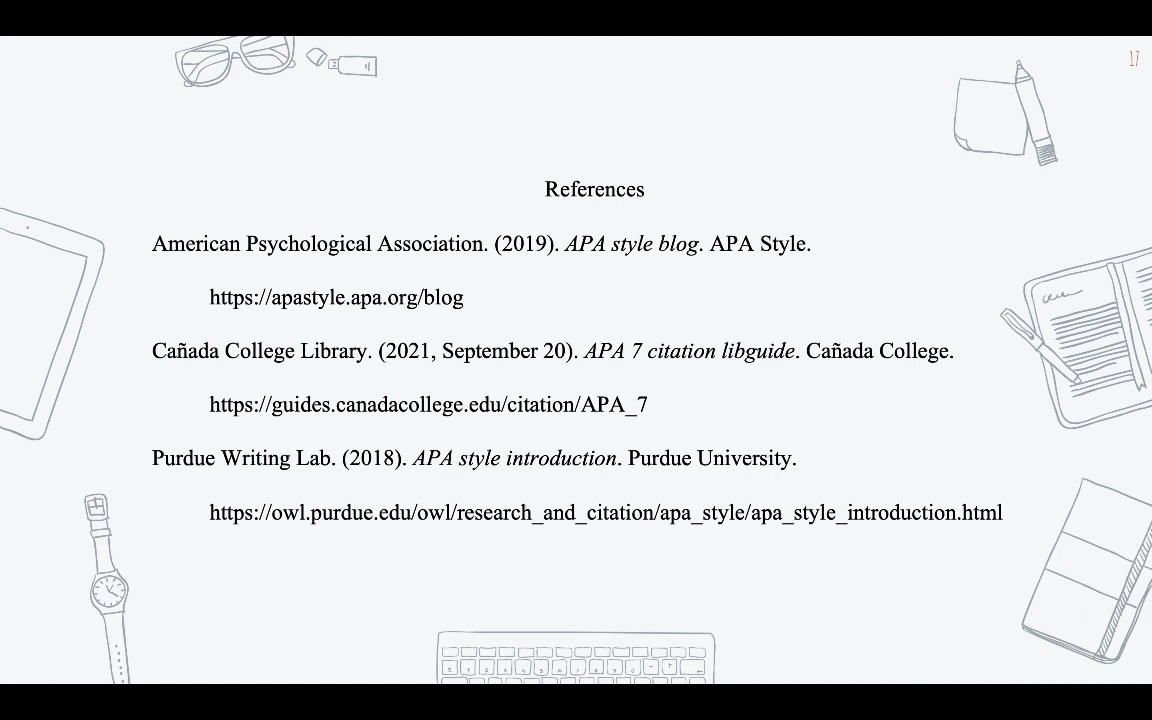 17
References
American Psychological Association. (2019). APA style blog. APA Style.
https://apastyle.apa.org/blog
Cañada College Library. (2021, September 20). APA 7 citation libguide. Cañada College.
https://guides.canadacollege.edu/citation/APA_7
Purdue Writing Lab. (2018). APA style introduction. Purdue University.
https://owl.purdue.edu/owl/research_and_citation/apa_style/apa_style_introduction.html